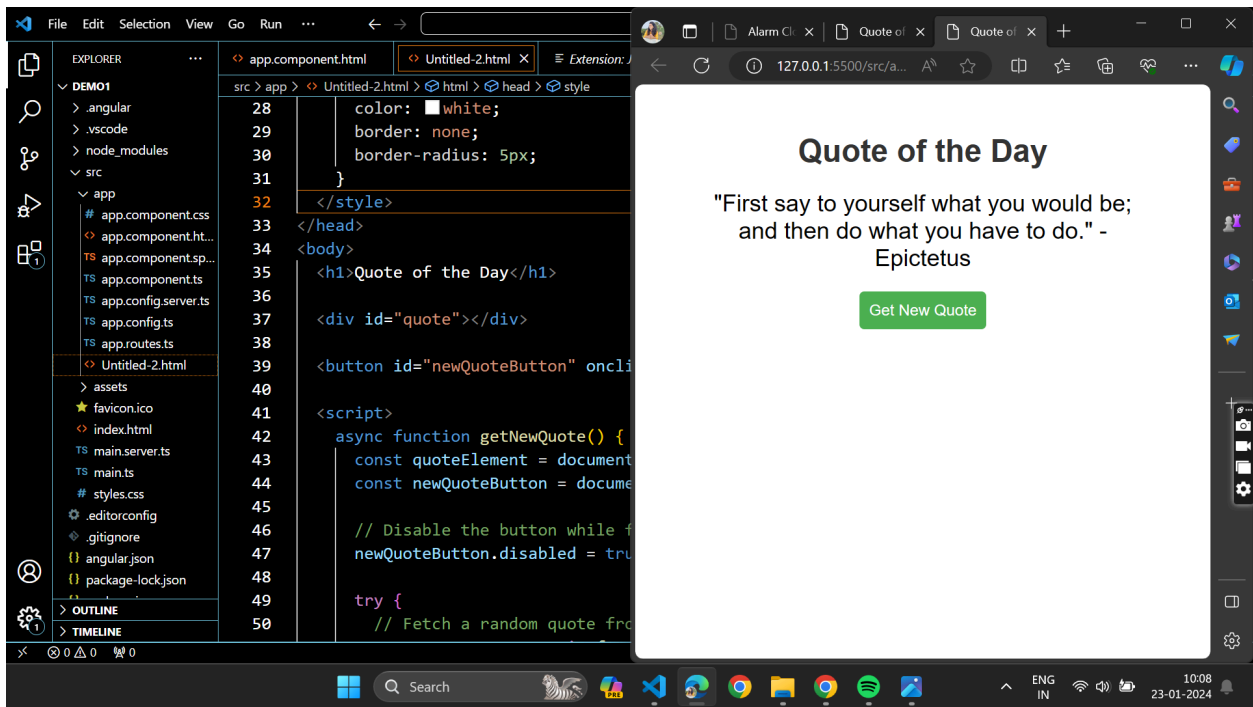 File Edit Selection View Go Run ···
EXPLORER ···
DEMO1
.angular
.vscode
node_modules
src
app
# app.component.css
<> app.component.ht...
TS app.component.sp...
TS app.component.ts
TS app.config.server.ts
TS app.config.ts
TS app.routes.ts
<> Untitled-2.html
assets
favicon.ico
<> index.html
TS main.server.ts
TS main.ts
# styles.css
.editorconfig
.gitignore
{} angular.json
{} package-lock.json
OUTLINE
TIMELINE
1
1
0 0 0
<> app.component.html <> Untitled-2.html Extension:
src > app > <> Untitled-2.html > html > head > style
28 color: white;
29 border: none;
30 border-radius: 5px;
31 }
32 </style>
33 </head>
34 <body>
35 <h1>Quote of the Day</h1>
36
37 <div id="quote"></div>
38
39 <button id="newQuoteButton" oncli
40
41 <script>
42 async function getNewQuote() {
43 const quoteElement = document
44 const newQuoteButton = docume
45
46 // Disable the button while f
47 newQuoteButton.disabled = tru
48
49 try {
50 // Fetch a random quote fro
Alarm Cl Quote of Quote of
127.0.0.1:5500/src/a...
Quote of the Day
"First say to yourself what you would be;
and then do what you have to do." -
Epictetus
Get New Quote
Search
PRE
ENG
IN
10:08
23-01-2024